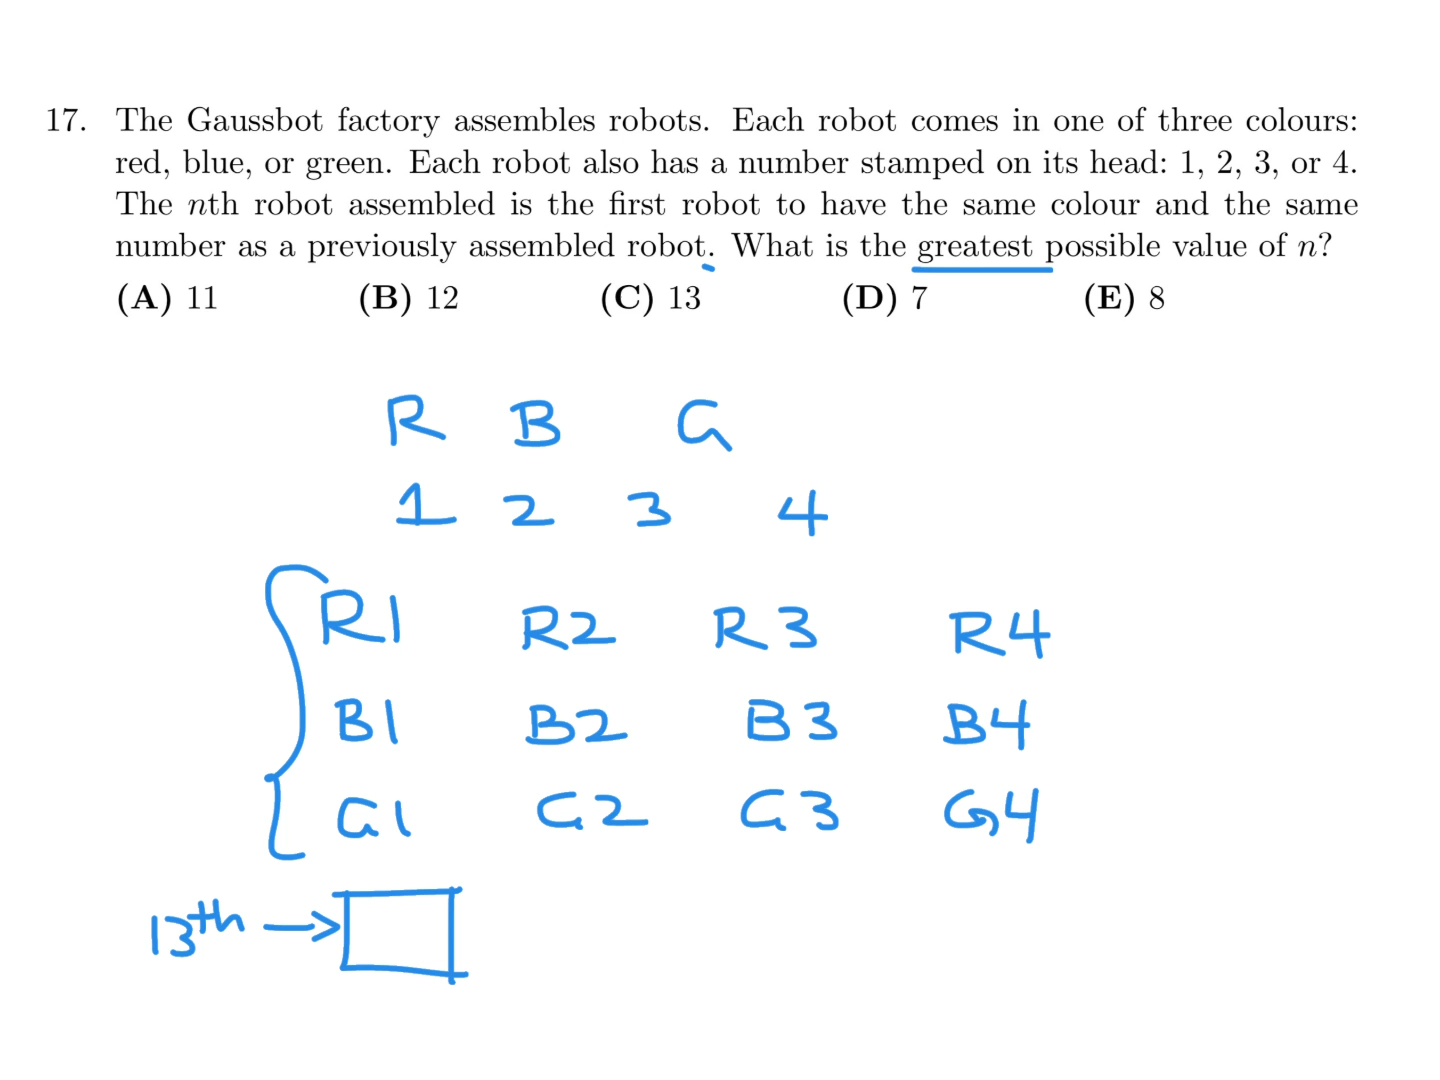 17. The Gaussbot factory assembles robots. Each robot comes in one of three colours:
red, blue, or green. Each robot also has a number stamped on its head: 1, 2, 3, or 4.
The nth robot assembled is the first robot to have the same colour and the same
number as a previously assembled robot. What is the greatest possible value of n?
(A) 11 (B) 12 (C) 13 (D) 7 (E) 8
R B G
1 2 3 4
R1 R2 R3 R4
B1 B2 B3 B4
G1 G2 G3 G4
13th →